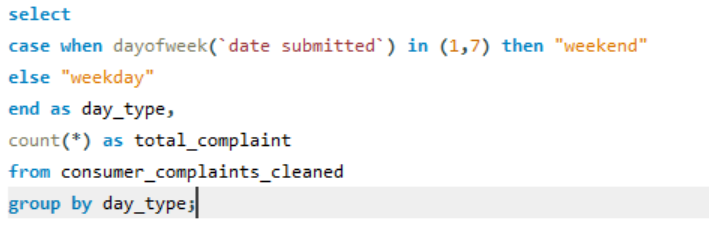 select
case when dayofweek(`date submitted`) in (1,7) then "weekend"
else "weekday"
end as day_type,
count(*) as total_complaint
from consumer_complaints_cleaned
group by day_type;